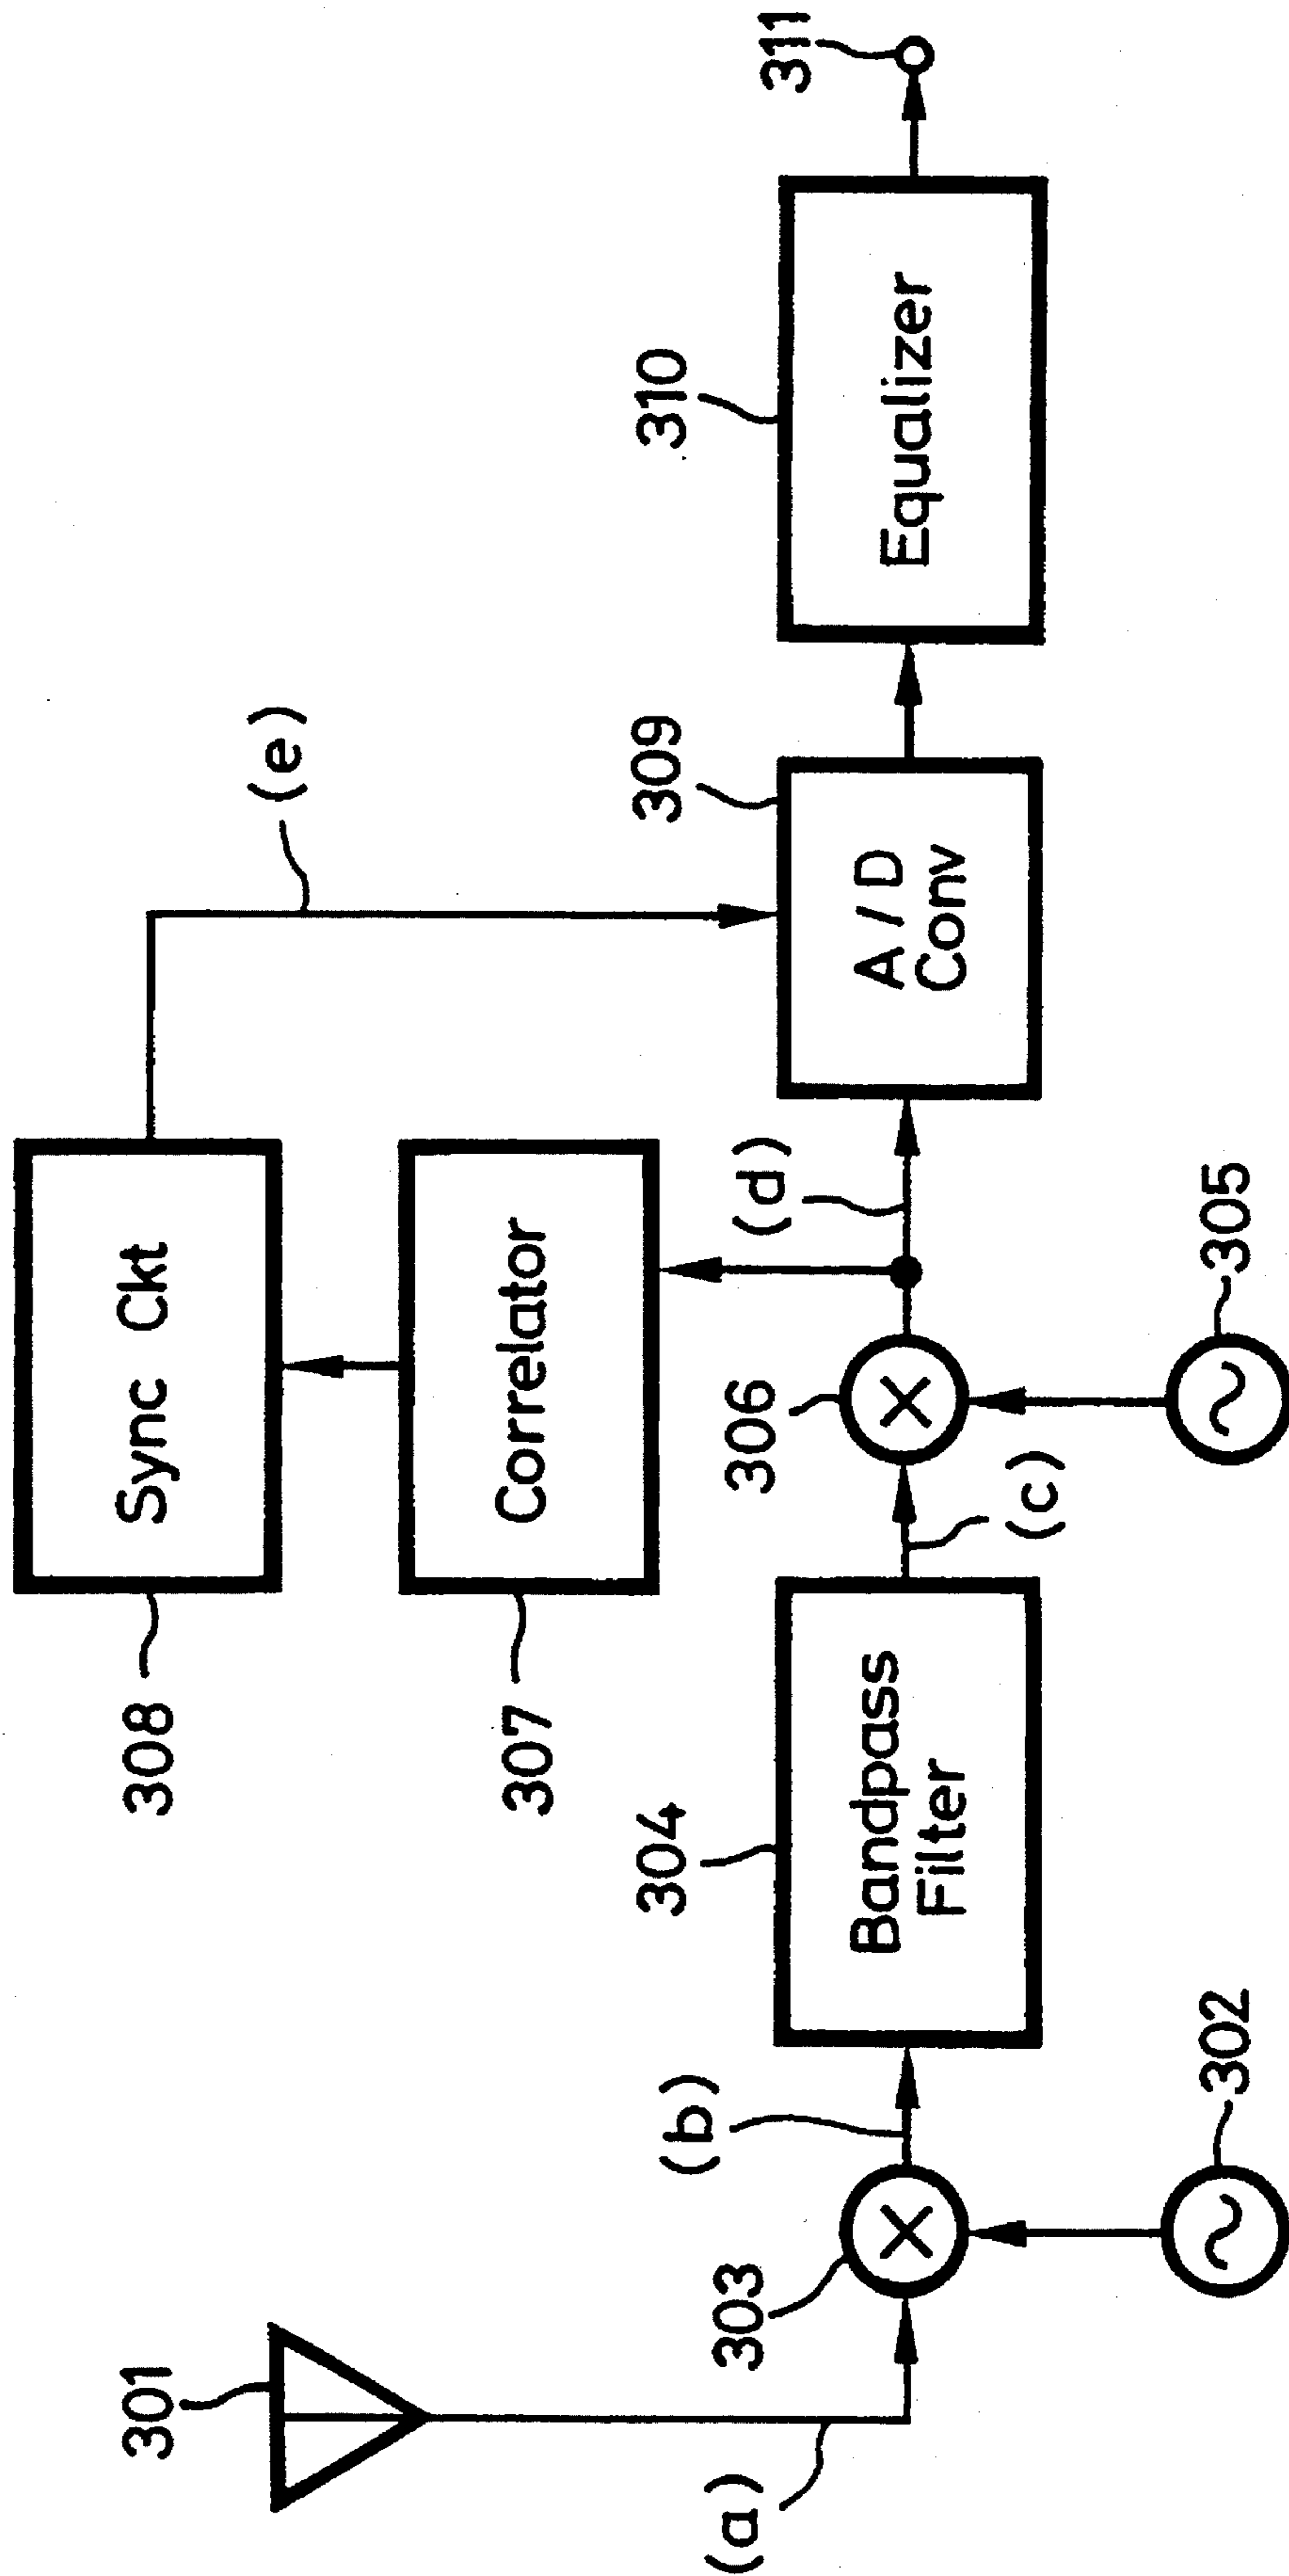 308
Sync Ckt
(e)
307
Correlator
301
304
309
310
311
(a)
303
(b)
Bandpass
Filter
(c)
306
(d)
A / D
Conv
Equalizer
302
305